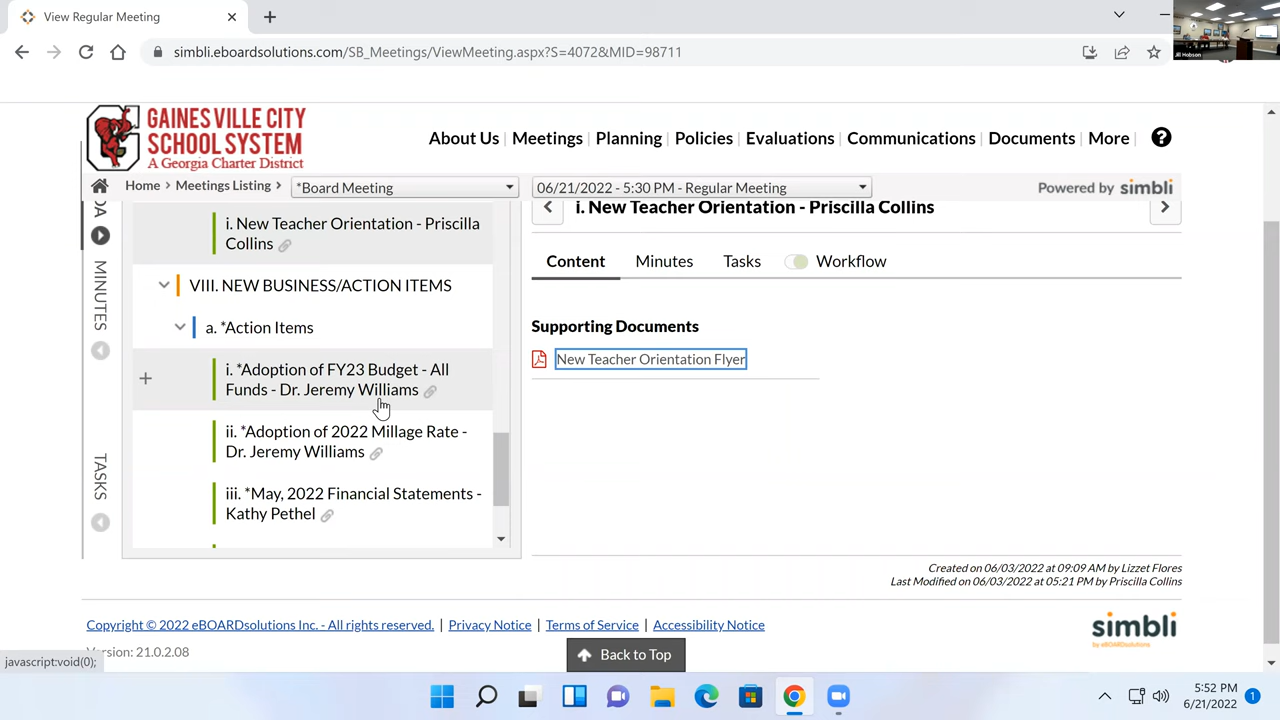 View Regular Meeting
simbli.eboardsolutions.com/SB_Meetings/ViewMeeting.aspx?S=4072&MID=98711
Jill Hobson
GAINESVILLE CITY
SCHOOL SYSTEM
A Georgia Charter District
About Us | Meetings | Planning | Policies | Evaluations | Communications | Documents | More | ?
Home > Meetings Listing > *Board Meeting 06/21/2022 - 5:30 PM - Regular Meeting Powered by simbli
DA
MINUTES
TASKS
i. New Teacher Orientation - Priscilla
Collins
VIII. NEW BUSINESS/ACTION ITEMS
a. *Action Items
i. *Adoption of FY23 Budget - All
Funds - Dr. Jeremy Williams
ii. *Adoption of 2022 Millage Rate -
Dr. Jeremy Williams
iii. *May, 2022 Financial Statements -
Kathy Pethel
i. New Teacher Orientation - Priscilla Collins
Content Minutes Tasks Workflow
Supporting Documents
New Teacher Orientation Flyer
Created on 06/03/2022 at 09:09 AM by Lizzet Flores
Last Modified on 06/03/2022 at 05:21 PM by Priscilla Collins
Copyright © 2022 eBOARDsolutions Inc. - All rights reserved. | Privacy Notice | Terms of Service | Accessibility Notice
simbli
by eBOARDsolutions
rsion: 21.0.2.08
Back to Top
javascript:void(0);
5:52 PM
6/21/2022
1